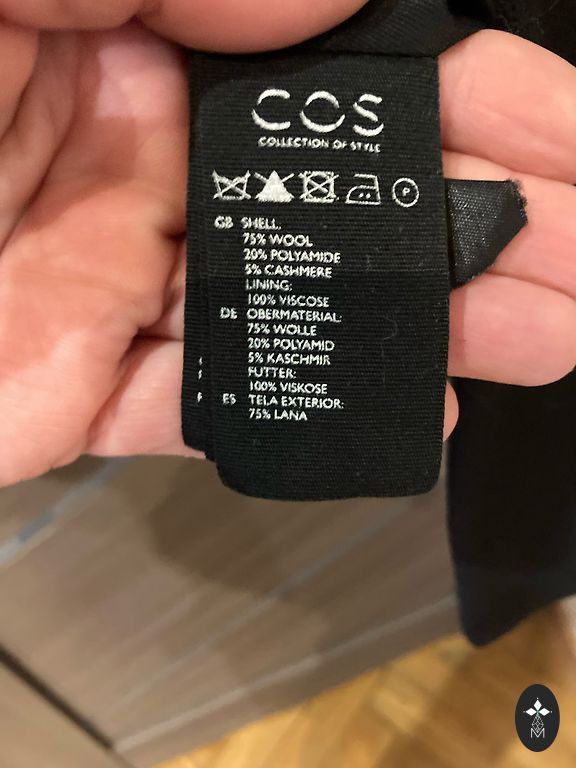 COS
COLLECTION OF STYLE
P
GB SHELL:
75% WOOL
20% POLYAMIDE
5% CASHMERE
LINING:
100% VISCOSE
DE OBERMATERIAL:
75% WOLLE
20% POLYAMID
5% KASCHMIR
FUTTER:
100% VISKOSE
ES TELA EXTERIOR:
75% LANA
M